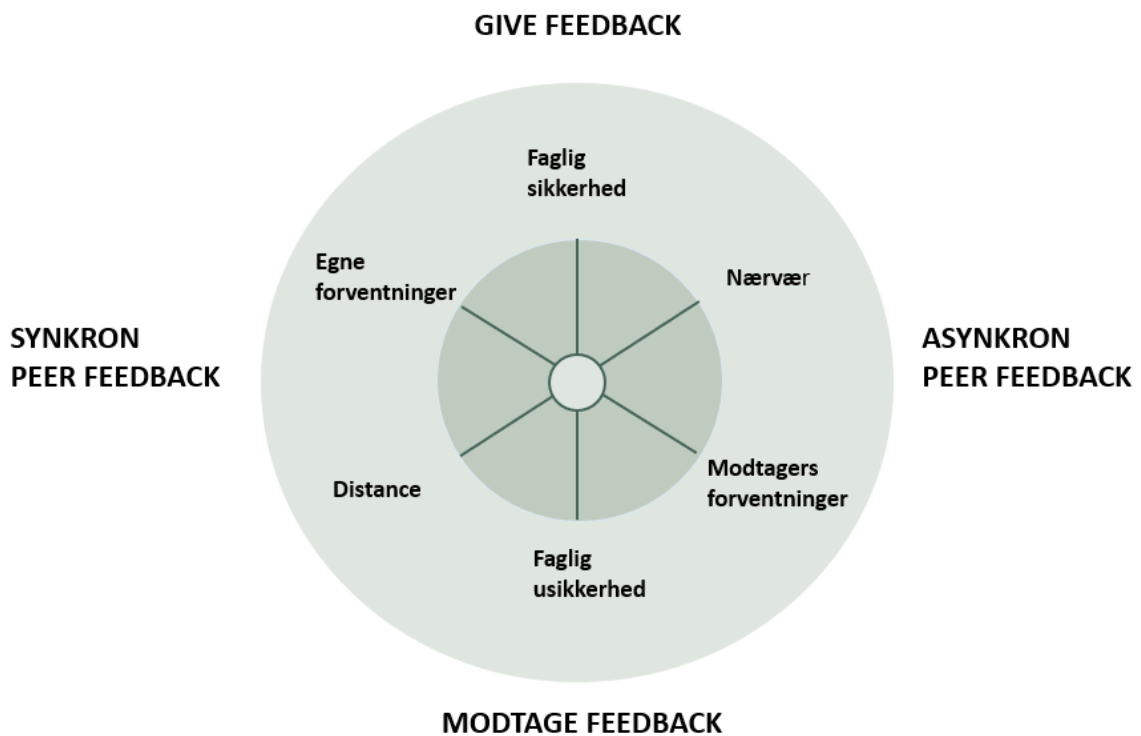 GIVE FEEDBACK
Faglig
sikkerhed
Egne
forventninger
Nærvær
SYNKRON
PEER FEEDBACK
ASYNKRON
PEER FEEDBACK
Distance
Modtagers
forventninger
Faglig
usikkerhed
MODTAGE FEEDBACK